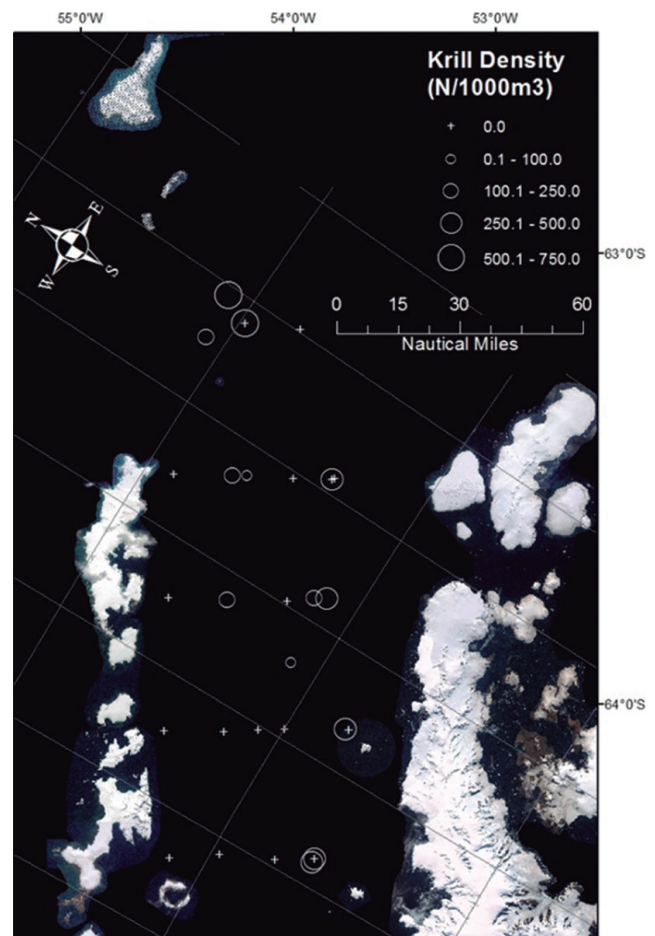 55°0'W 54°0'W 53°0'W
Krill Density
(N/1000m3)
0.0
0.1 - 100.0
100.1 - 250.0
250.1 - 500.0
500.1 - 750.0
N E
W S
63°0'S
0 15 30 60
Nautical Miles
64°0'S